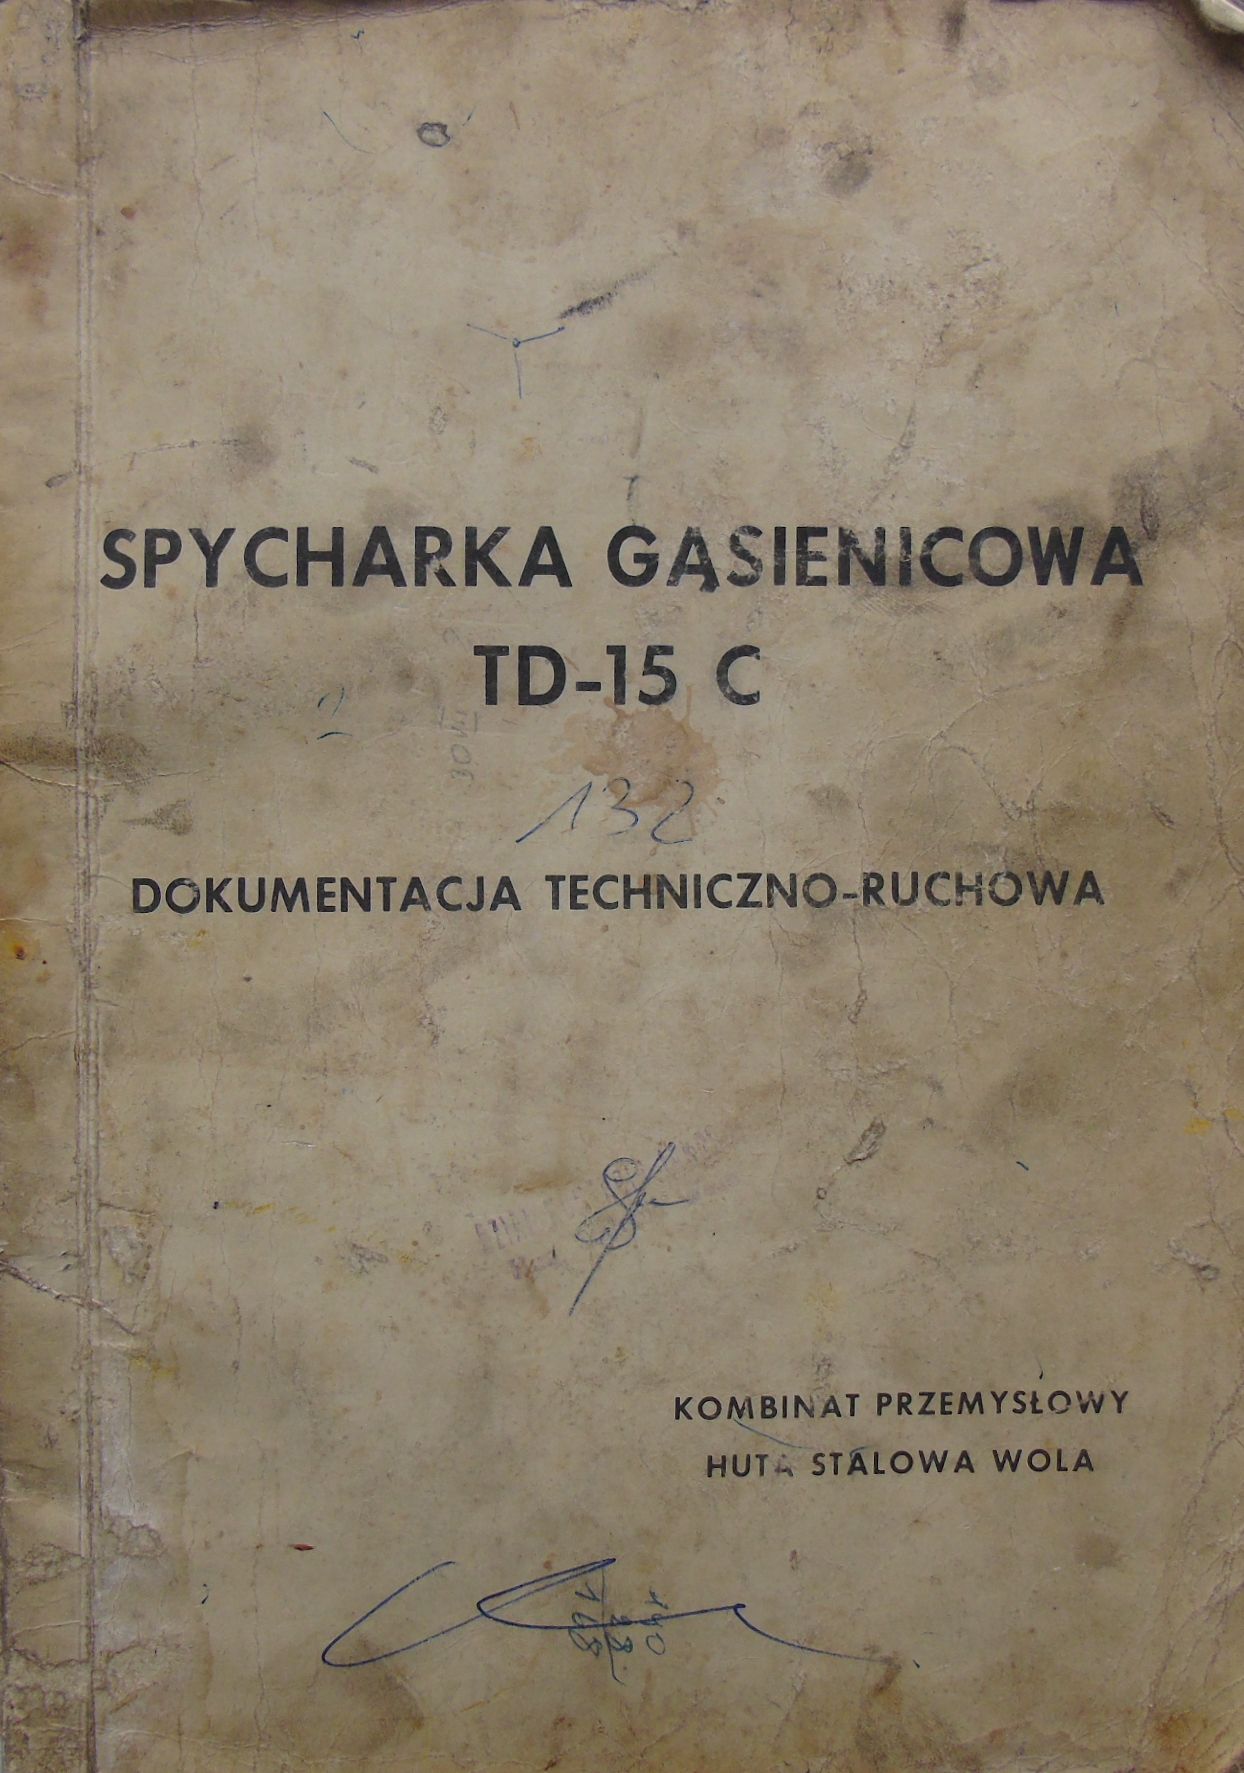 SPYCHARKA GĄSIENICOWA
TD-15 C
132
DOKUMENTACJA TECHNICZNO-RUCHOWA
KOMBINAT PRZEMYSŁOWY
HUTA STALOWA WOLA